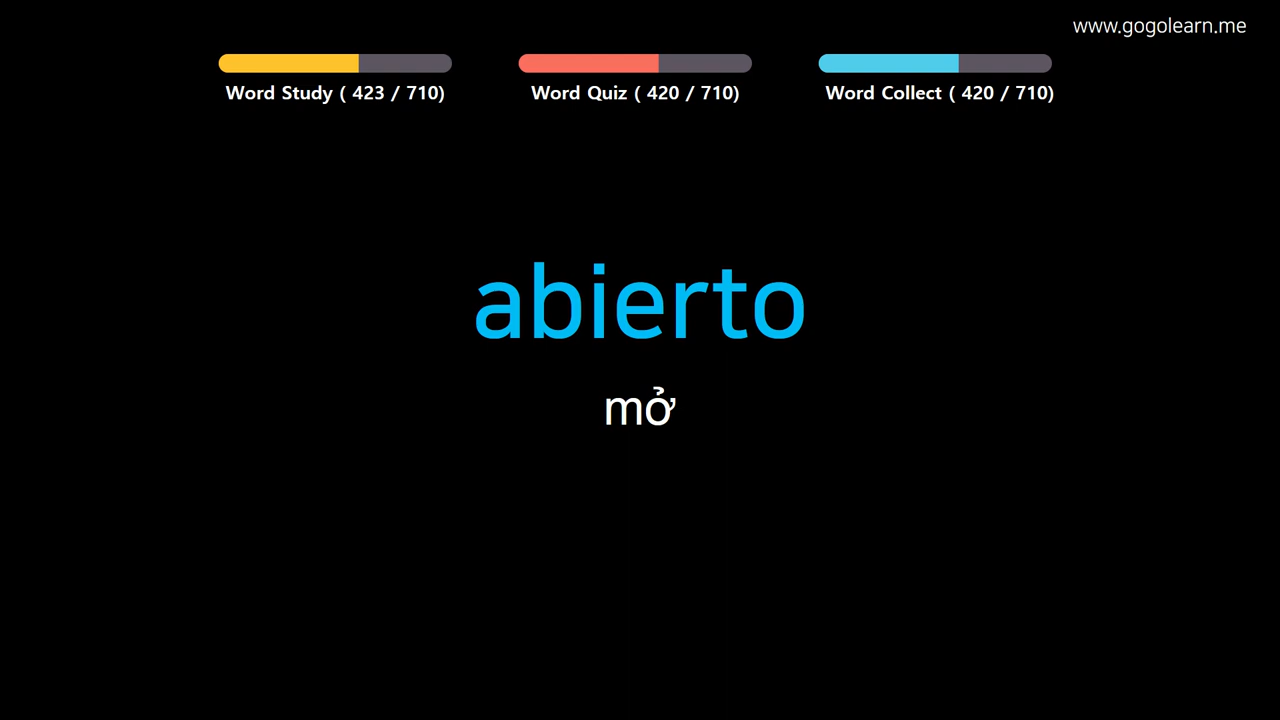 www.gogolearn.me
Word Study ( 423 / 710)
Word Quiz ( 420 / 710)
Word Collect ( 420 / 710)
abierto
mở